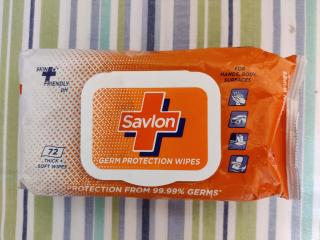 SKIN
FRIENDLY
pH
FOR
HANDS, BODY,
SURFACES
Savlon
GERM PROTECTION WIPES
72
THICK +
SOFT WIPES
PROTECTION FROM 99.99% GERMS*